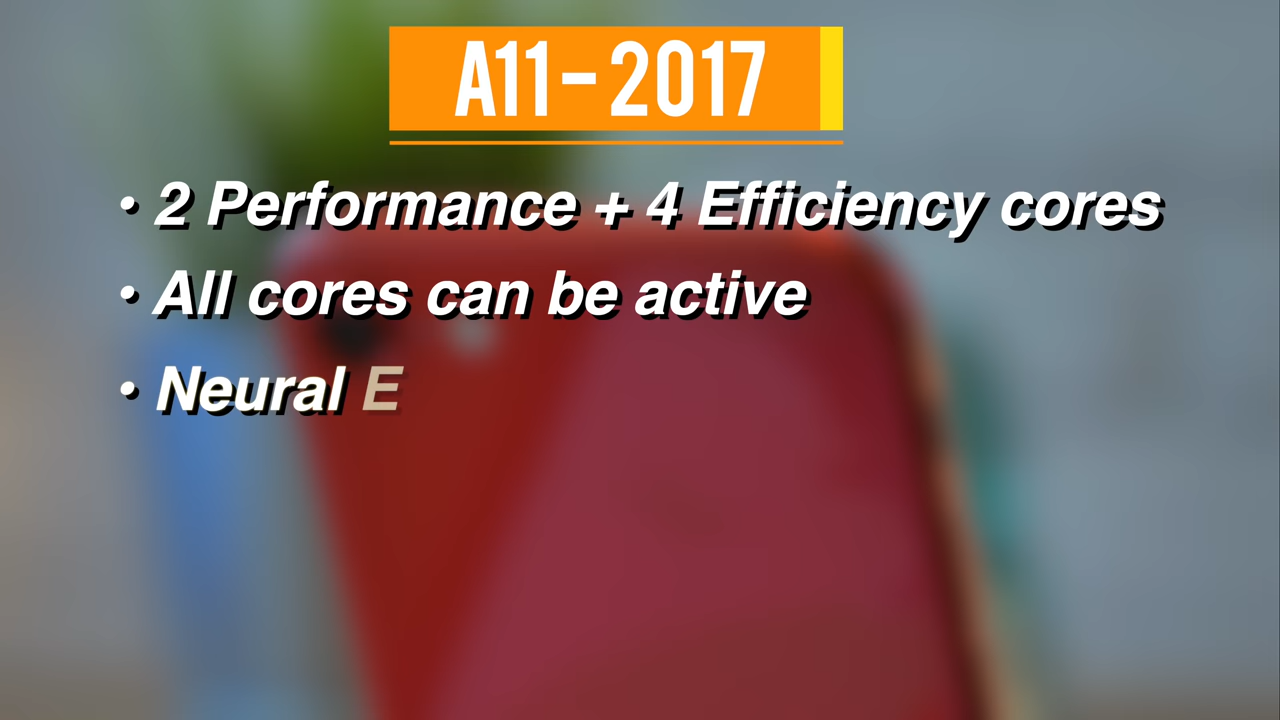 A11 – 2017
• 2 Performance + 4 Efficiency cores
• All cores can be active
• Neural E